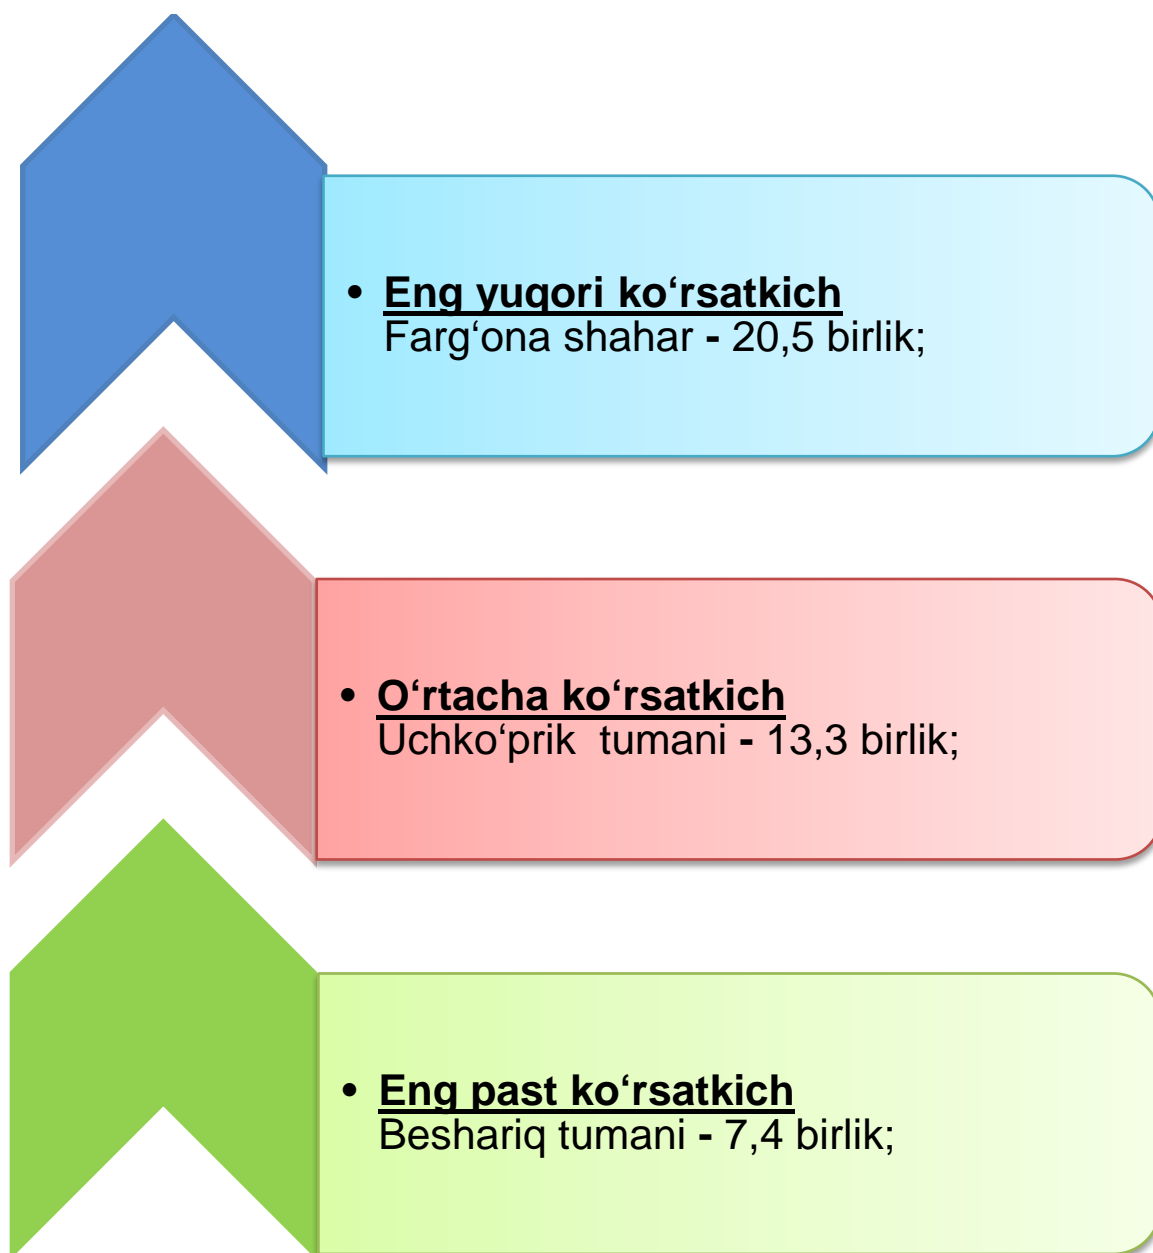 • Eng yuqori ko‘rsatkich
Farg‘ona shahar - 20,5 birlik;
• O‘rtacha ko‘rsatkich
Uchko‘prik  tumani - 13,3 birlik;
• Eng past ko‘rsatkich
Beshariq tumani - 7,4 birlik;